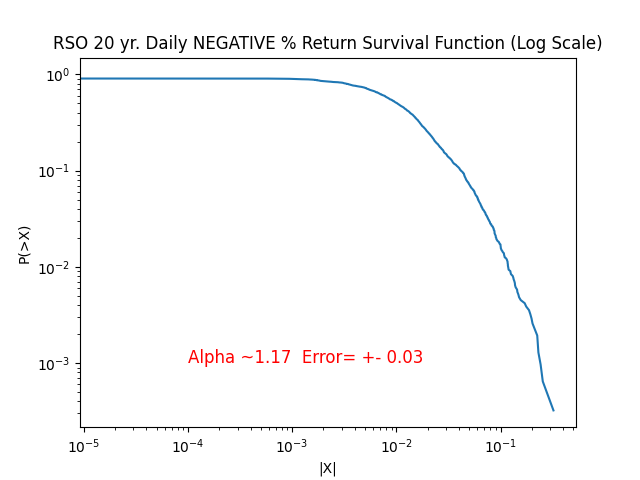 RSO 20 yr. Daily NEGATIVE % Return Survival Function (Log Scale)
10⁰
10⁻¹
10⁻²
10⁻³
P(>X)
Alpha ~1.17  Error= +- 0.03
10⁻⁵ 10⁻⁴ 10⁻³ 10⁻² 10⁻¹
|X|